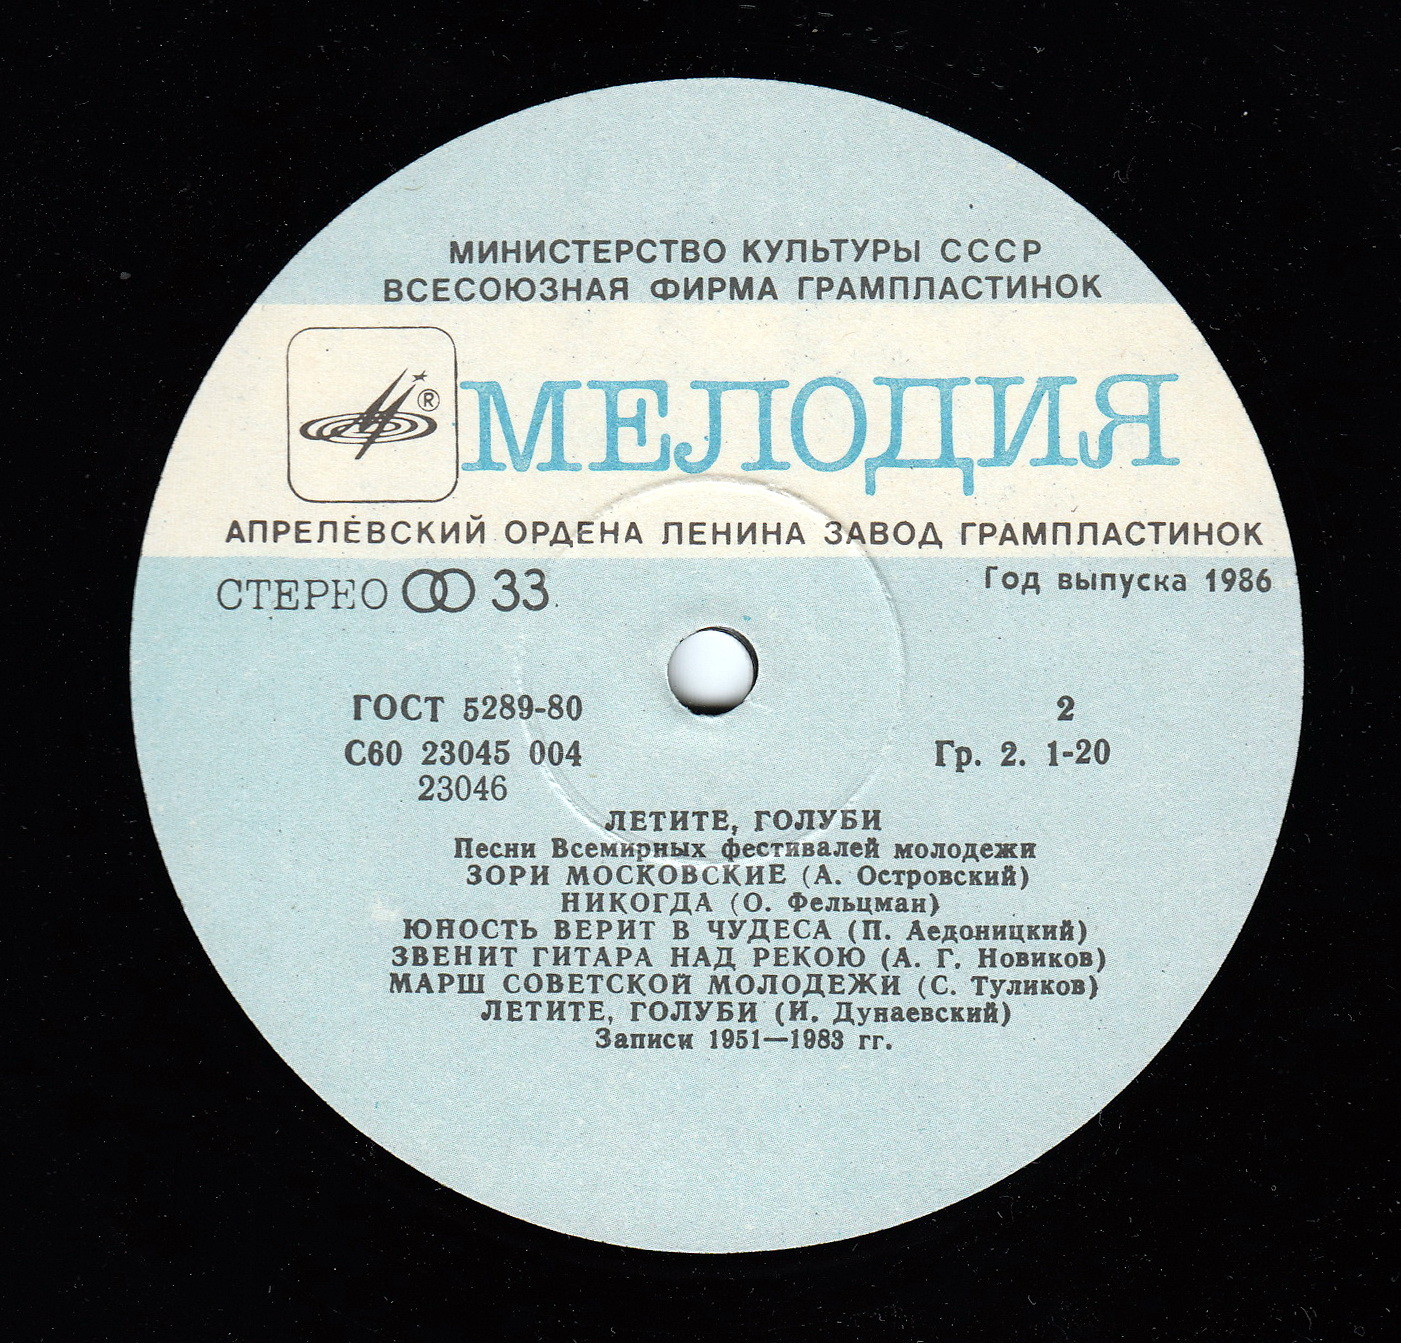 МИНИСТЕРСТВО КУЛЬТУРЫ СССР
ВСЕСОЮЗНАЯ ФИРМА ГРАМПЛАСТИНОК
®
МЕЛОДИЯ
АПРЕЛЕВСКИЙ ОРДЕНА ЛЕНИНА ЗАВОД ГРАМПЛАСТИНОК
СТЕРЕО 33
Год выпуска 1986
ГОСТ 5289-80
2
С60 23045 004
Гр. 2. 1-20
23046
ЛЕТИТЕ, ГОЛУБИ
Песни Всемирных фестивалей молодежи
ЗОРИ МОСКОВСКИЕ (А. Островский)
НИКОГДА (О. Фельцман)
ЮНОСТЬ ВЕРИТ В ЧУДЕСА (П. Аедоницкий)
ЗВЕНИТ ГИТАРА НАД РЕКОЮ (А. Г. Новиков)
МАРШ СОВЕТСКОЙ МОЛОДЕЖИ (С. Туликов)
ЛЕТИТЕ, ГОЛУБИ (И. Дунаевский)
Записи 1951—1983 гг.